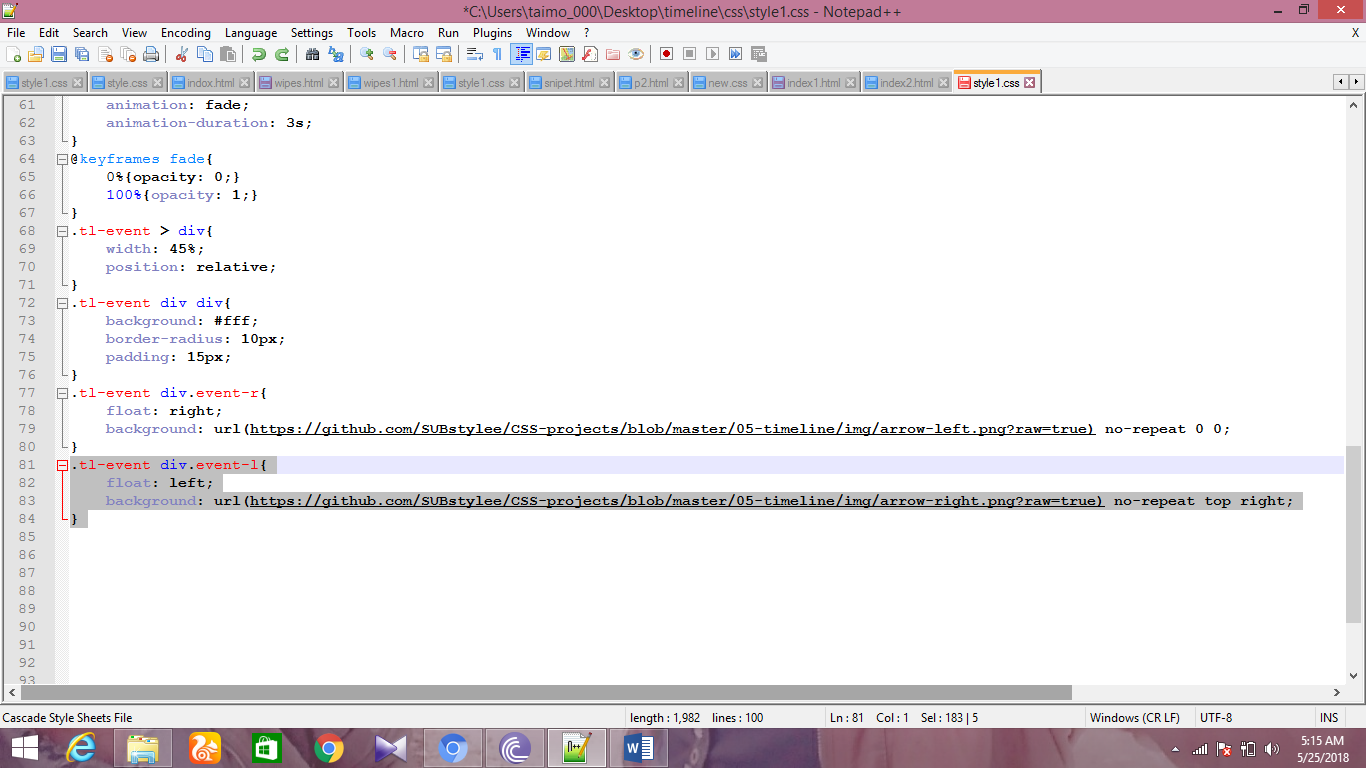 *C:\Users\taimo_000\Desktop\timeline\css\style1.css - Notepad++
File Edit Search View Encoding Language Settings Tools Macro Run Plugins Window ? X
style1.css style.css indox.html wipes.html wipes1.html style1.css snipet.html p2.html new.css index1.html index2.html style1.css
61 animation: fade;
62 animation-duration: 3s;
63 }
64 @keyframes fade{
65 0%{opacity: 0;}
66 100%{opacity: 1;}
67 }
68 .tl-event > div{
69 width: 45%;
70 position: relative;
71 }
72 .tl-event div div{
73 background: #fff;
74 border-radius: 10px;
75 padding: 15px;
76 }
77 .tl-event div.event-r{
78 float: right;
79 background: url(https://github.com/SUBstylee/CSS-projects/blob/master/05-timeline/img/arrow-left.png?raw=true) no-repeat 0 0;
80 }
81 .tl-event div.event-l{
82 float: left;
83 background: url(https://github.com/SUBstylee/CSS-projects/blob/master/05-timeline/img/arrow-right.png?raw=true) no-repeat top right;
84 }
85
86
87
88
89
90
91
92
93
Cascade Style Sheets File length : 1,982 lines : 100 Ln : 81 Col : 1 Sel : 183 | 5 Windows (CR LF) UTF-8 INS
5:15 AM
5/25/2018